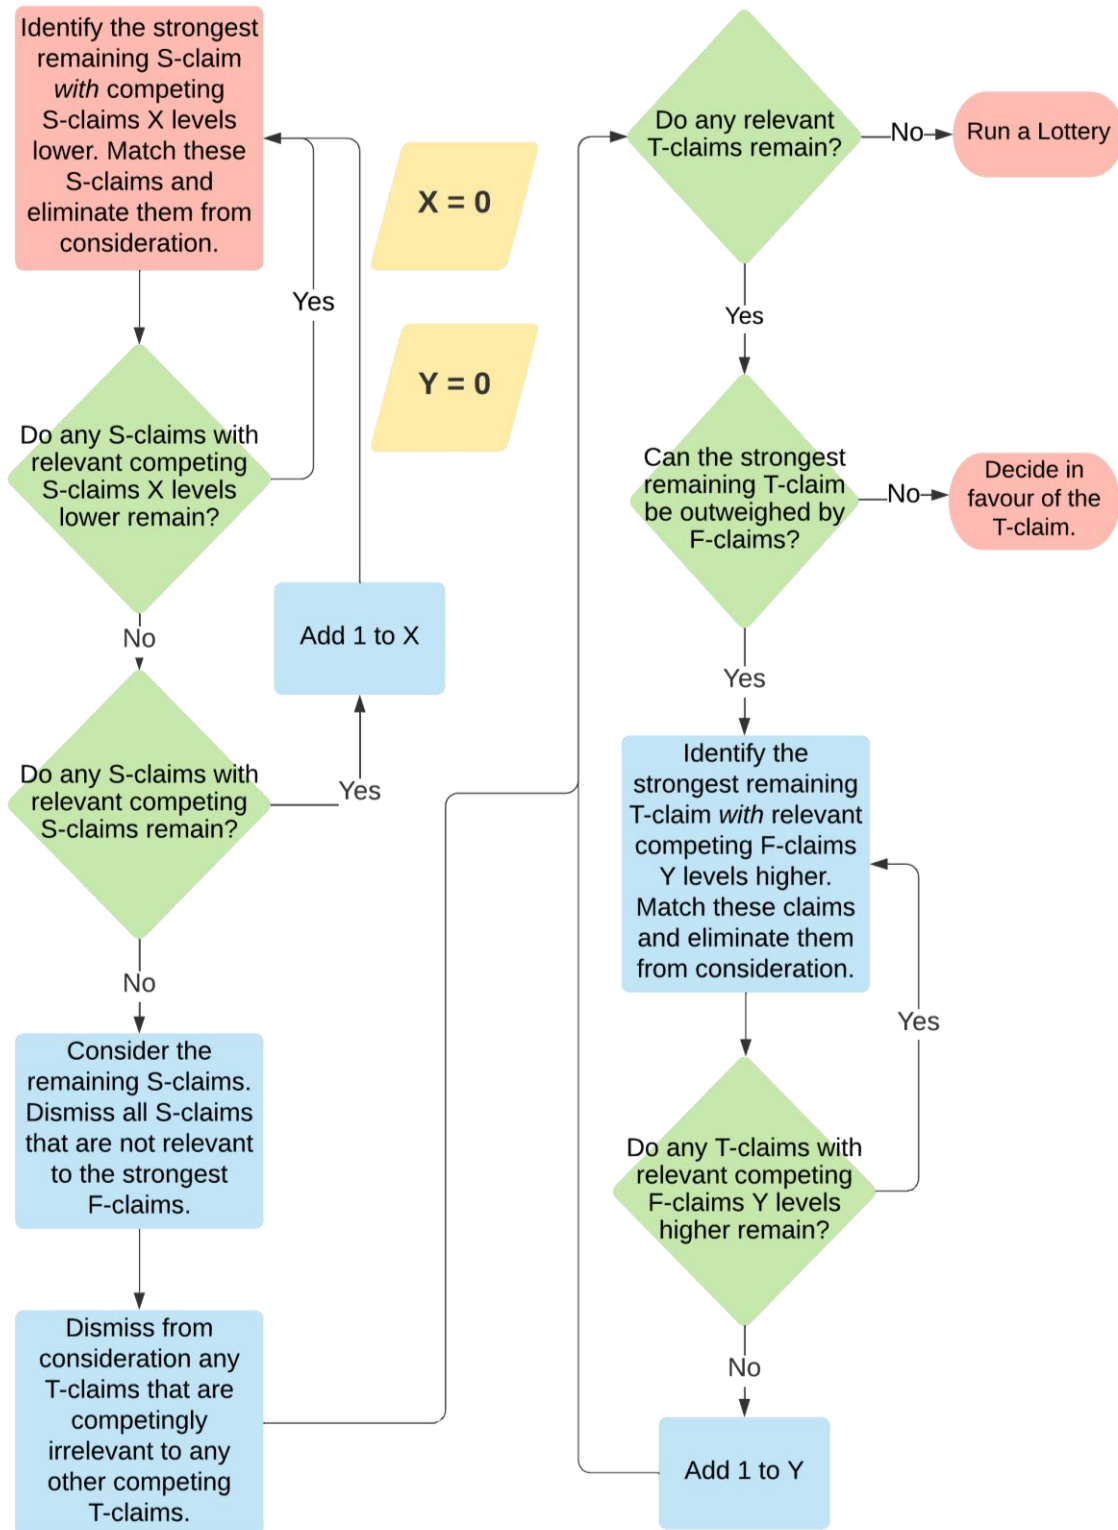 Identify the strongest
remaining S-claim
with competing
S-claims X levels
lower. Match these
S-claims and
eliminate them from
consideration.
Yes
Do any S-claims with
relevant competing
S-claims X levels
lower remain?
No
Add 1 to X
Do any S-claims with
relevant competing
S-claims remain?
Yes
No
Consider the
remaining S-claims.
Dismiss all S-claims
that are not relevant
to the strongest
F-claims.
Dismiss from
consideration any
T-claims that are
competingly
irrelevant to any
other competing
T-claims.
X = 0
Y = 0
Do any relevant
T-claims remain?
No
Run a Lottery
Yes
Can the strongest
remaining T-claim
be outweighed by
F-claims?
No
Decide in
favour of the
T-claim.
Yes
Identify the
strongest remaining
T-claim with relevant
competing F-claims
Y levels higher.
Match these claims
and eliminate them
from consideration.
Yes
Do any T-claims with
relevant competing
F-claims Y levels
higher remain?
No
Add 1 to Y